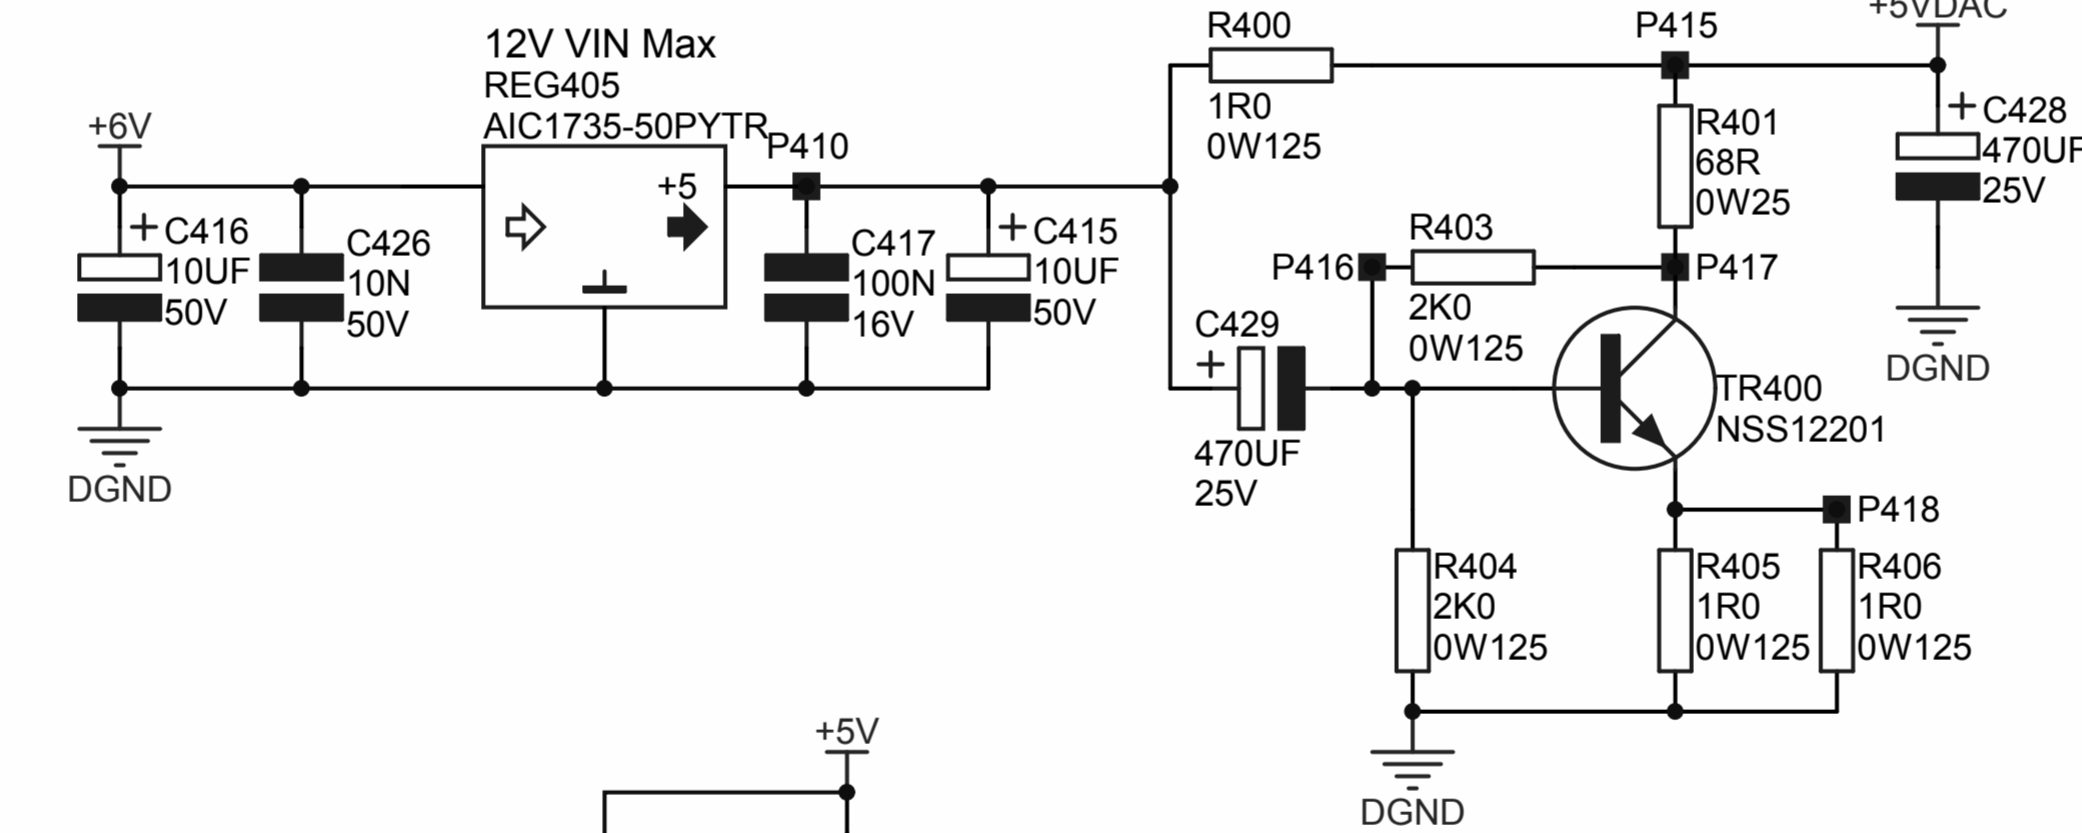 12V VIN Max
REG405
AIC1735-50PYTR
+6V
P410
+5
C416
10UF
50V
C426
10N
50V
C417
100N
16V
C415
10UF
50V
DGND
R400
1R0
0W125
P415
+5VDAC
R401
68R
0W25
C428
470UF
25V
DGND
R403
2K0
0W125
P416
P417
C429
470UF
25V
TR400
NSS12201
P418
R404
2K0
0W125
R405
1R0
0W125
R406
1R0
0W125
DGND
+5V